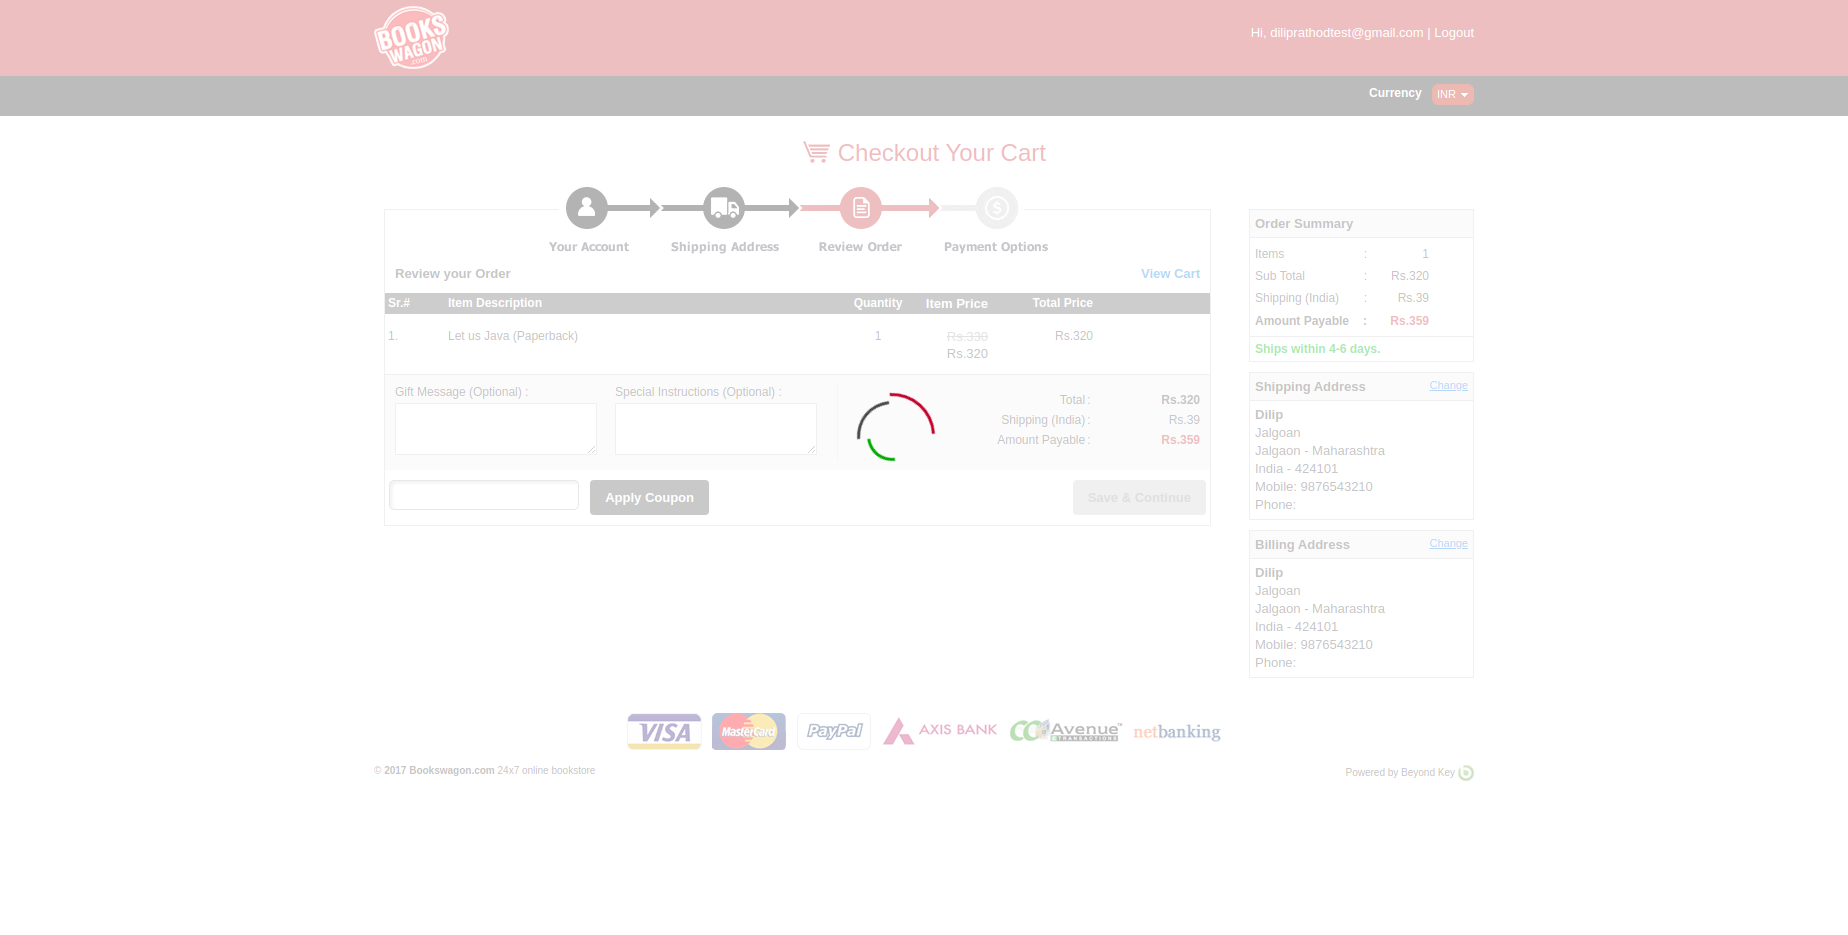 BOOKS
WAGON
.com
Hi, diliprathodtest@gmail.com | Logout
Currency INR
Checkout Your Cart
Your Account Shipping Address Review Order Payment Options
Review your Order View Cart
Sr.# Item Description Quantity Item Price Total Price
1. Let us Java (Paperback) 1 Rs.330 Rs.320
Rs.320
Gift Message (Optional) : Special Instructions (Optional) :
Total : Rs.320
Shipping (India) : Rs.39
Amount Payable : Rs.359
Apply Coupon Save & Continue
Order Summary
Items : 1
Sub Total : Rs.320
Shipping (India) : Rs.39
Amount Payable : Rs.359
Ships within 4-6 days.
Shipping Address Change
Dilip
Jalgoan
Jalgaon - Maharashtra
India - 424101
Mobile: 9876543210
Phone:
Billing Address Change
Dilip
Jalgoan
Jalgaon - Maharashtra
India - 424101
Mobile: 9876543210
Phone:
VISA MasterCard PayPal AXIS BANK CCAvenue™ TRANSACTIONS netbanking
© 2017 Bookswagon.com 24x7 online bookstore
Powered by Beyond Key